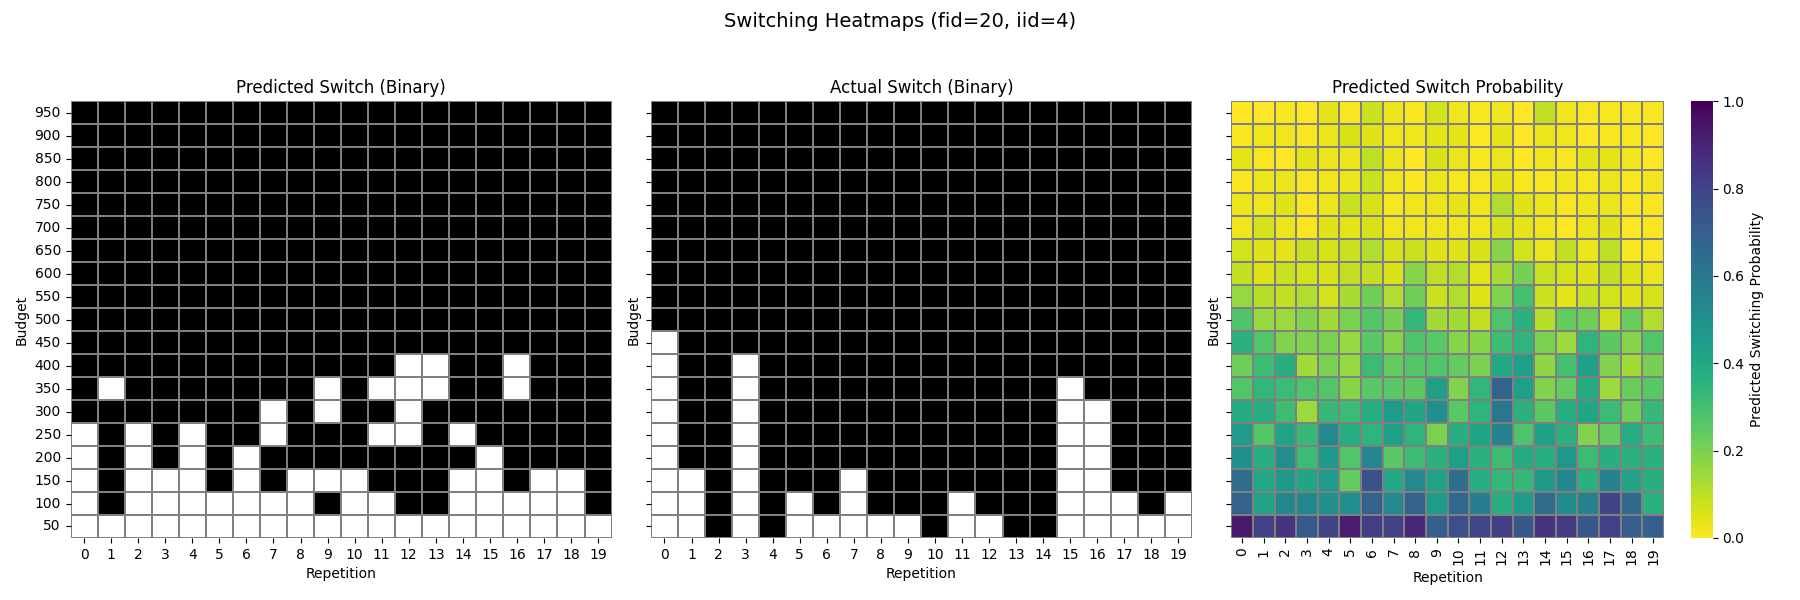 Switching Heatmaps (fid=20, iid=4)
Predicted Switch (Binary)
950
900
850
800
750
700
650
600
550
500
450
400
350
300
250
200
150
100
50
Budget
0 1 2 3 4 5 6 7 8 9 10 11 12 13 14 15 16 17 18 19
Repetition
Actual Switch (Binary)
Budget
0 1 2 3 4 5 6 7 8 9 10 11 12 13 14 15 16 17 18 19
Repetition
Predicted Switch Probability
Budget
0 1 2 3 4 5 6 7 8 9 10 11 12 13 14 15 16 17 18 19
Repetition
1.0
0.8
0.6
0.4
0.2
0.0
Predicted Switching Probability